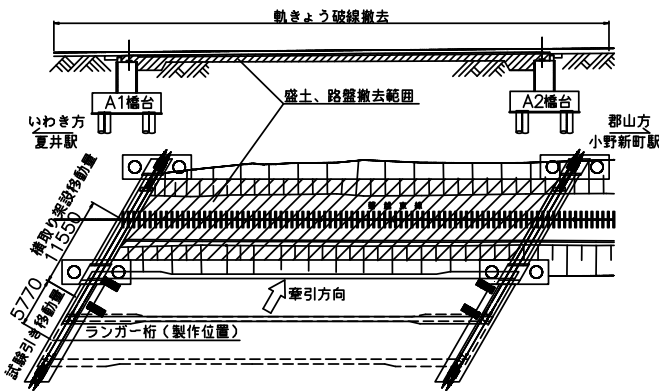 軌きょう破線撤去
A1橋台
盛土、路盤撤去範囲
A2橋台
いわき方
夏井駅
郡山方
小野新町駅
横取り架設移動量
11550
5770
試験引き移動量
牽引方向
ランガー桁(製作位置)